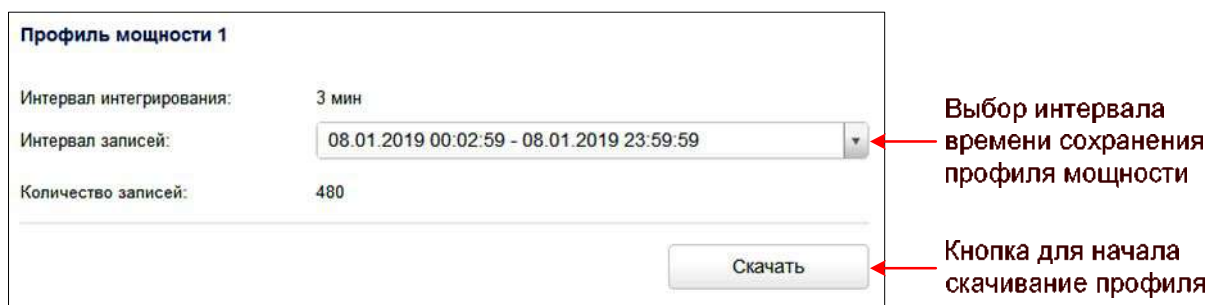 Профиль мощности 1
Интервал интегрирования: 3 мин
Интервал записей: 08.01.2019 00:02:59 - 08.01.2019 23:59:59
Количество записей: 480
Скачать
Выбор интервала
времени сохранения
профиля мощности
Кнопка для начала
скачивание профиля